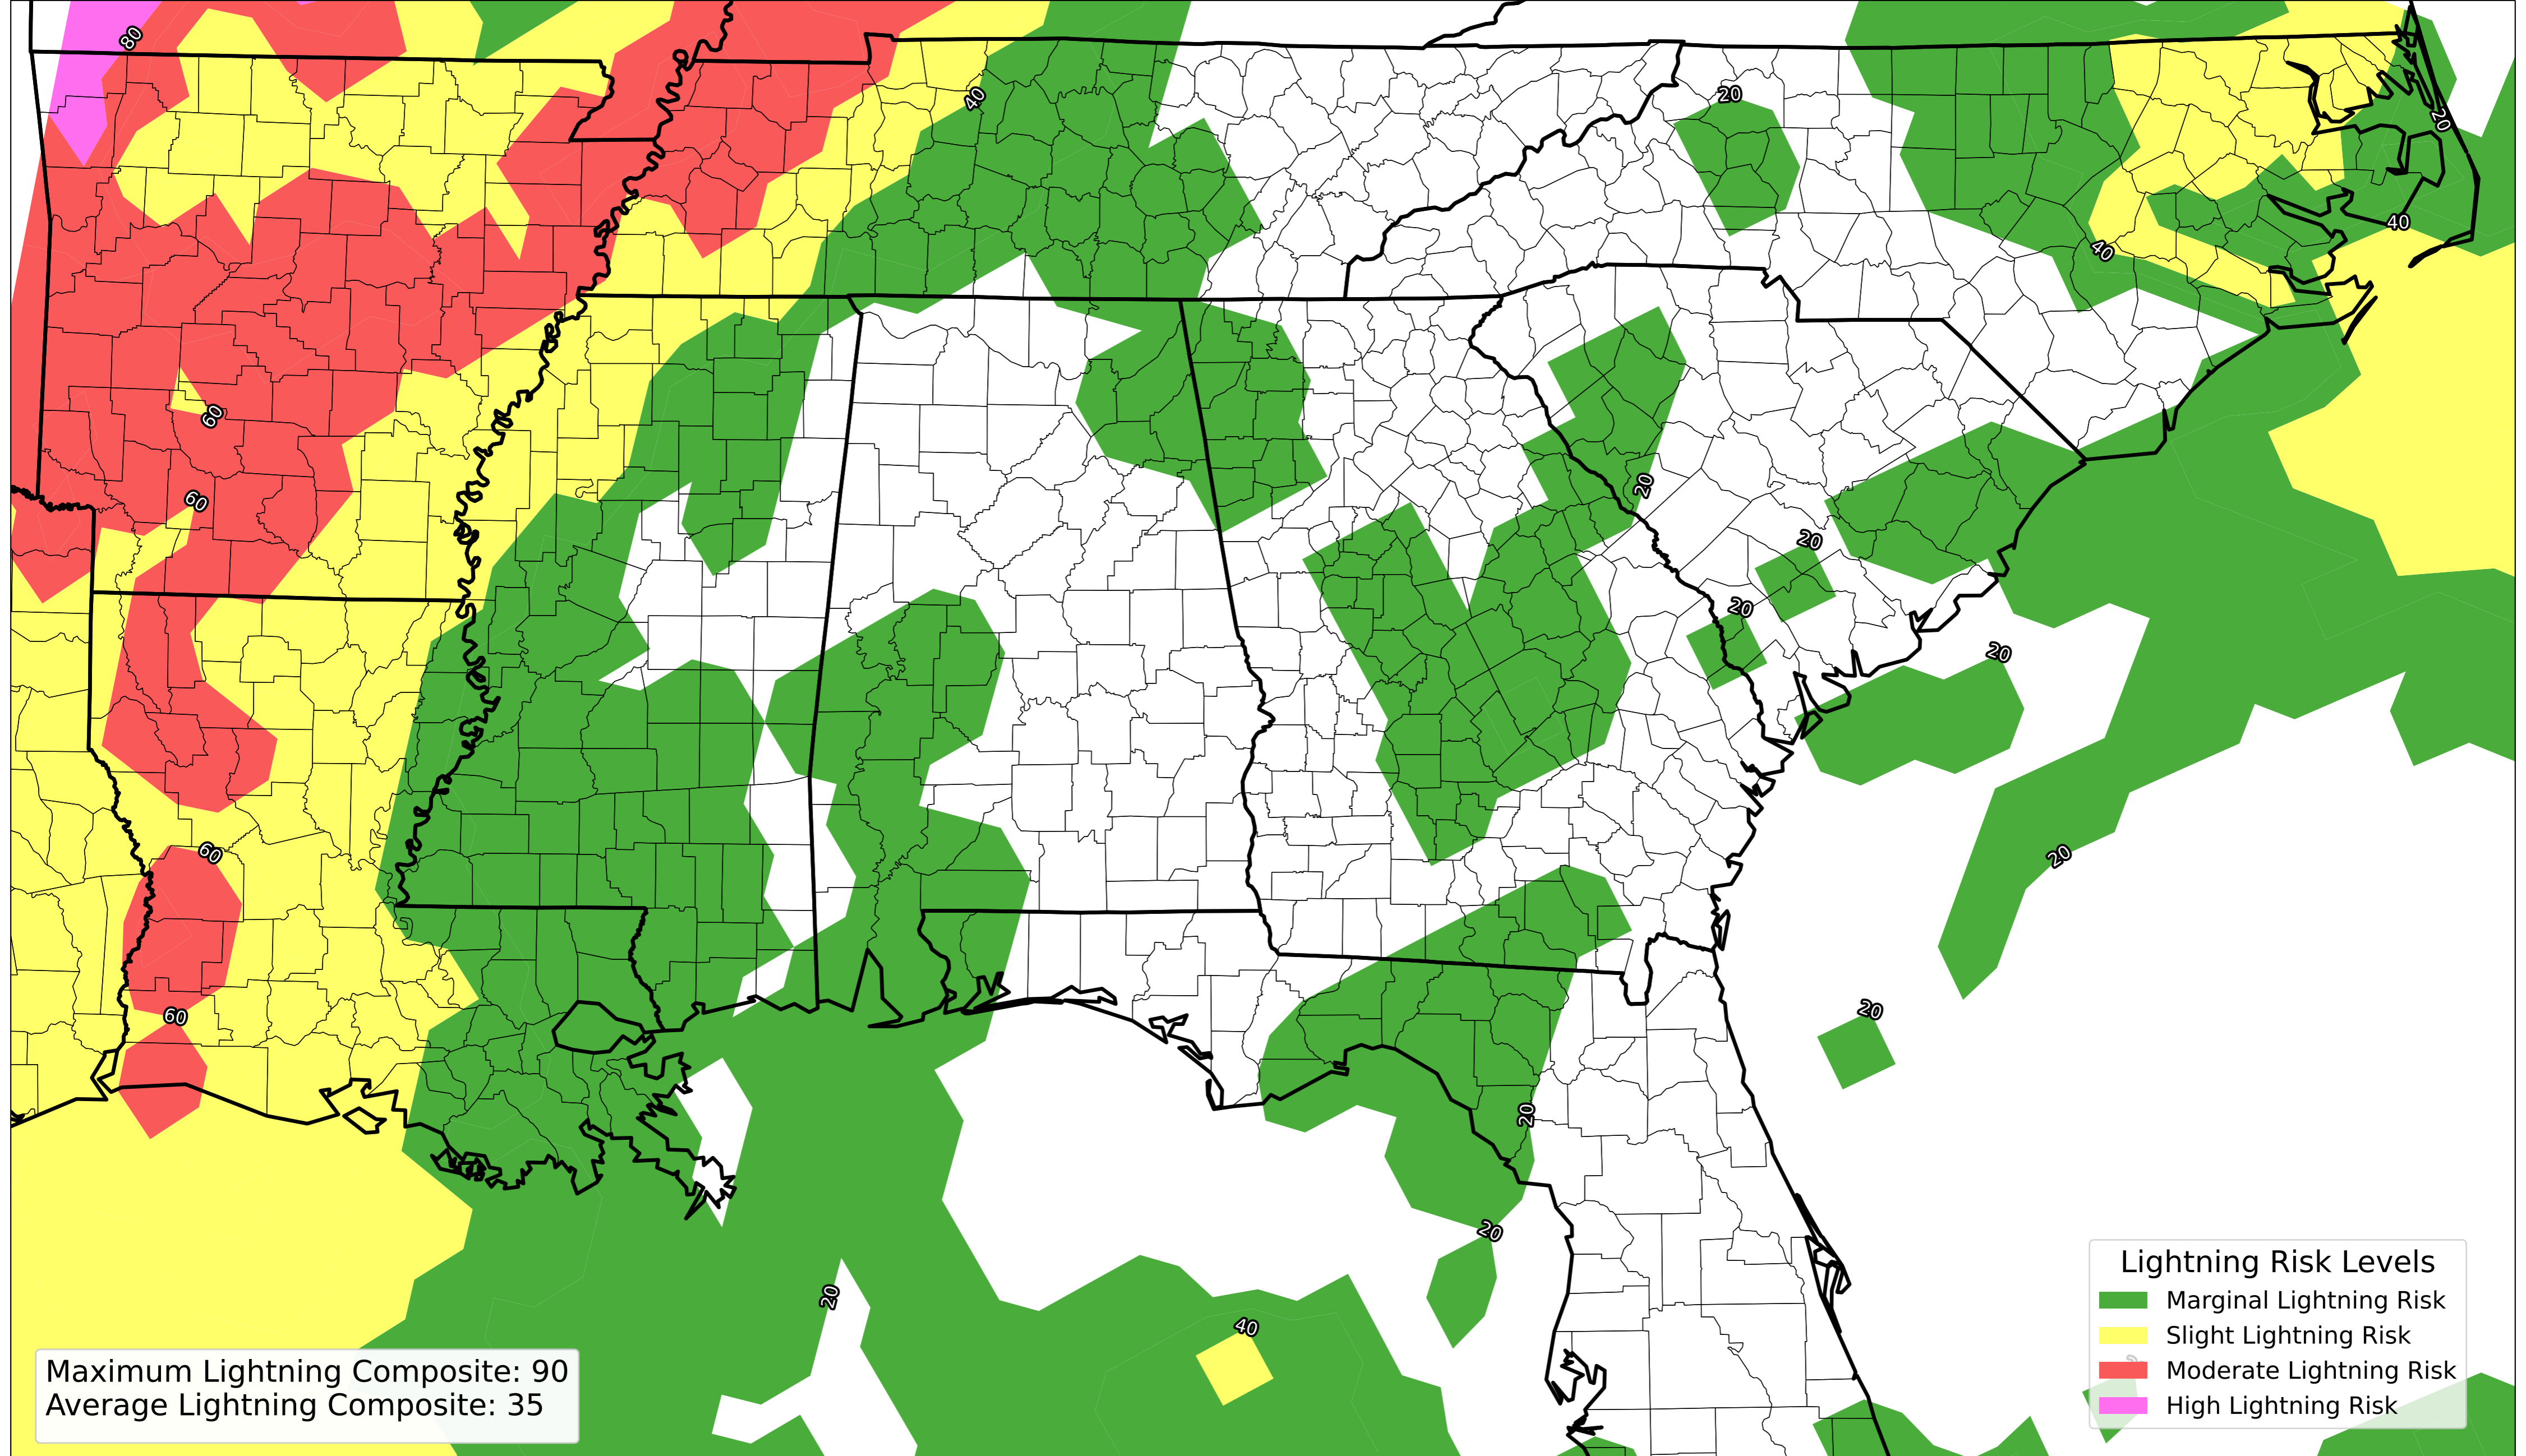 80
40
20
20
40
40
60
60
20
20
20
20
60
20
20
60
20
20
20
40
Lightning Risk Levels
Marginal Lightning Risk
Slight Lightning Risk
Moderate Lightning Risk
High Lightning Risk
Maximum Lightning Composite: 90
Average Lightning Composite: 35